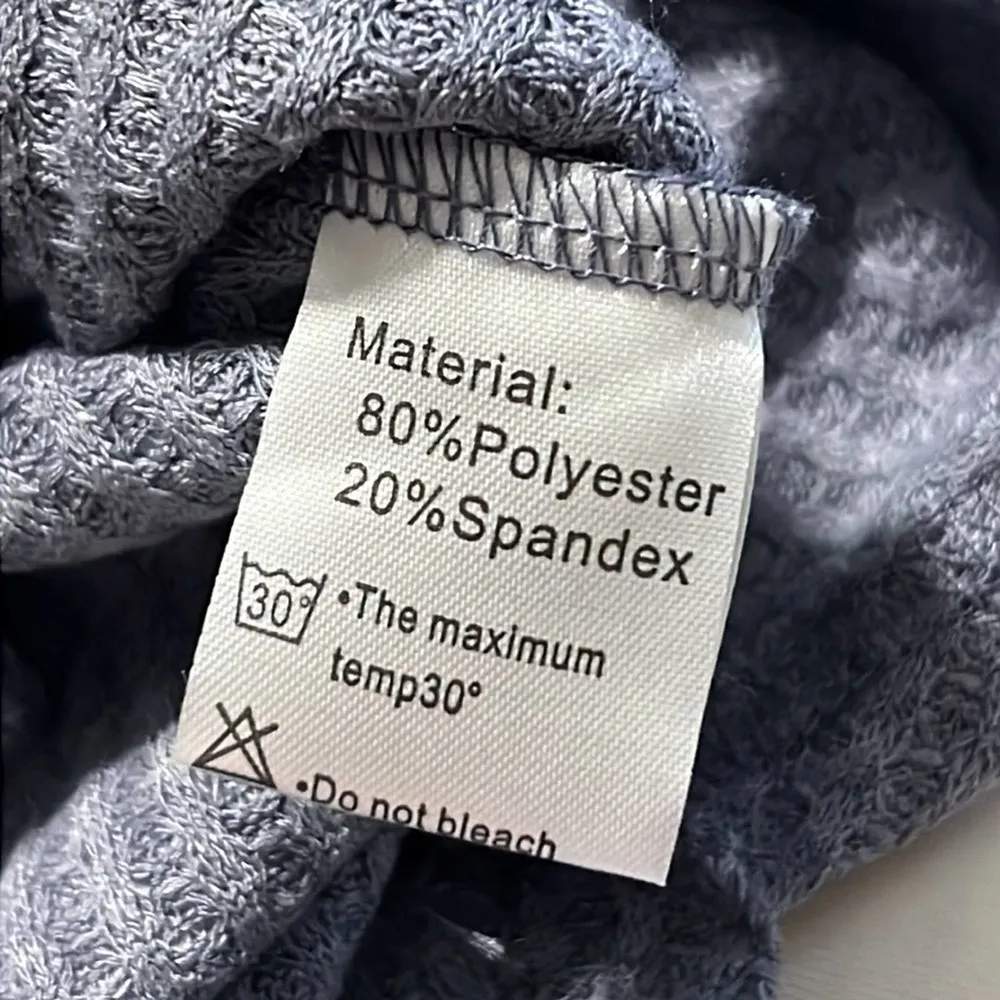 Material:
80%Polyester
20%Spandex
30°
•The maximum
temp30°
•Do not bleach